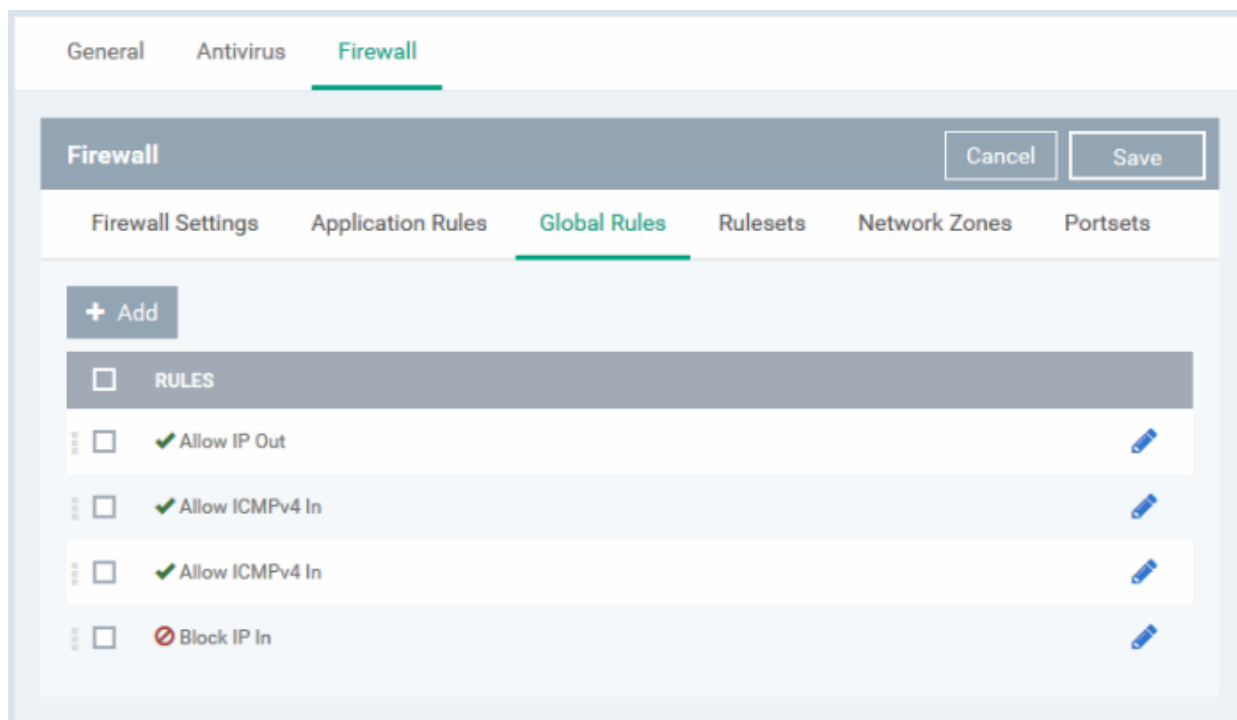 General Antivirus Firewall
Firewall Cancel Save
Firewall Settings Application Rules Global Rules Rulesets Network Zones Portsets
+ Add
RULES
Allow IP Out
Allow ICMPv4 In
Allow ICMPv4 In
Block IP In